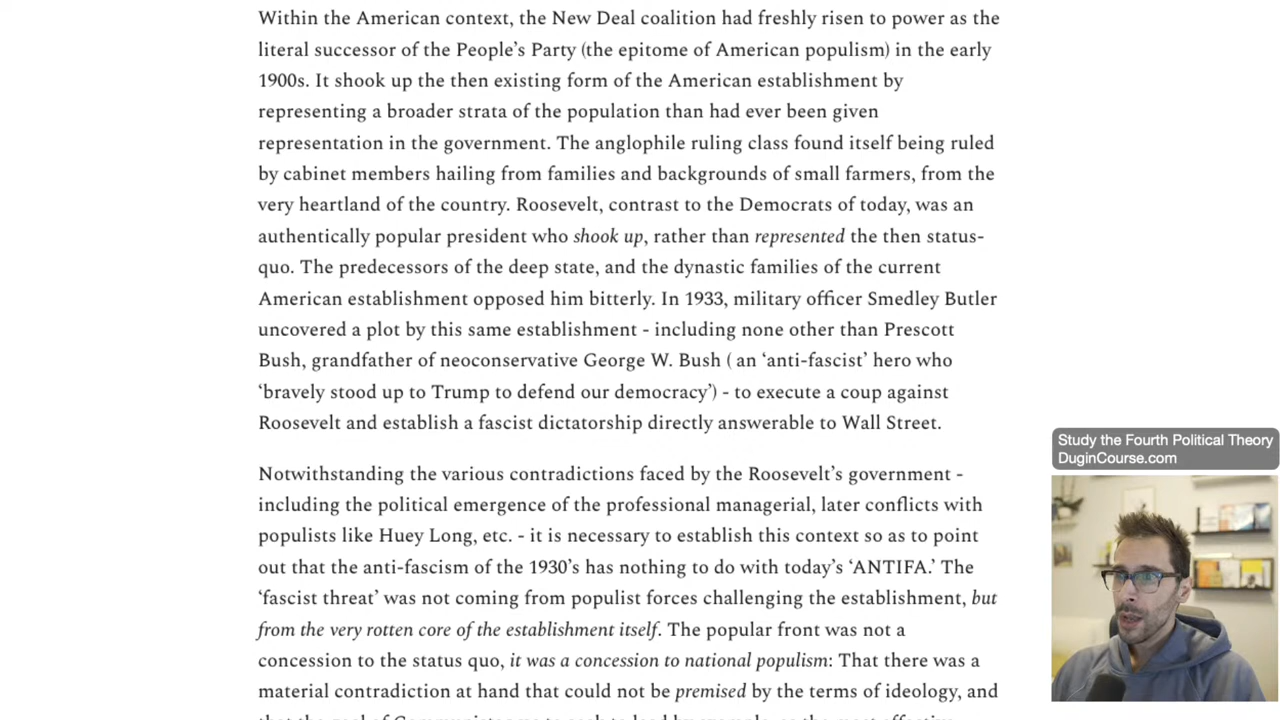 Within the American context, the New Deal coalition had freshly risen to power as the
literal successor of the People's Party (the epitome of American populism) in the early
1900s. It shook up the then existing form of the American establishment by
representing a broader strata of the population than had ever been given
representation in the government. The anglophile ruling class found itself being ruled
by cabinet members hailing from families and backgrounds of small farmers, from the
very heartland of the country. Roosevelt, contrast to the Democrats of today, was an
authentically popular president who shook up, rather than represented the then status-
quo. The predecessors of the deep state, and the dynastic families of the current
American establishment opposed him bitterly. In 1933, military officer Smedley Butler
uncovered a plot by this same establishment - including none other than Prescott
Bush, grandfather of neoconservative George W. Bush ( an 'anti-fascist' hero who
'bravely stood up to Trump to defend our democracy') - to execute a coup against
Roosevelt and establish a fascist dictatorship directly answerable to Wall Street.
Notwithstanding the various contradictions faced by the Roosevelt's government -
including the political emergence of the professional managerial, later conflicts with
populists like Huey Long, etc. - it is necessary to establish this context so as to point
out that the anti-fascism of the 1930's has nothing to do with today's 'ANTIFA.' The
'fascist threat' was not coming from populist forces challenging the establishment, but
from the very rotten core of the establishment itself. The popular front was not a
concession to the status quo, it was a concession to national populism: That there was a
material contradiction at hand that could not be premised by the terms of ideology, and
Study the Fourth Political Theory
DuginCourse.com